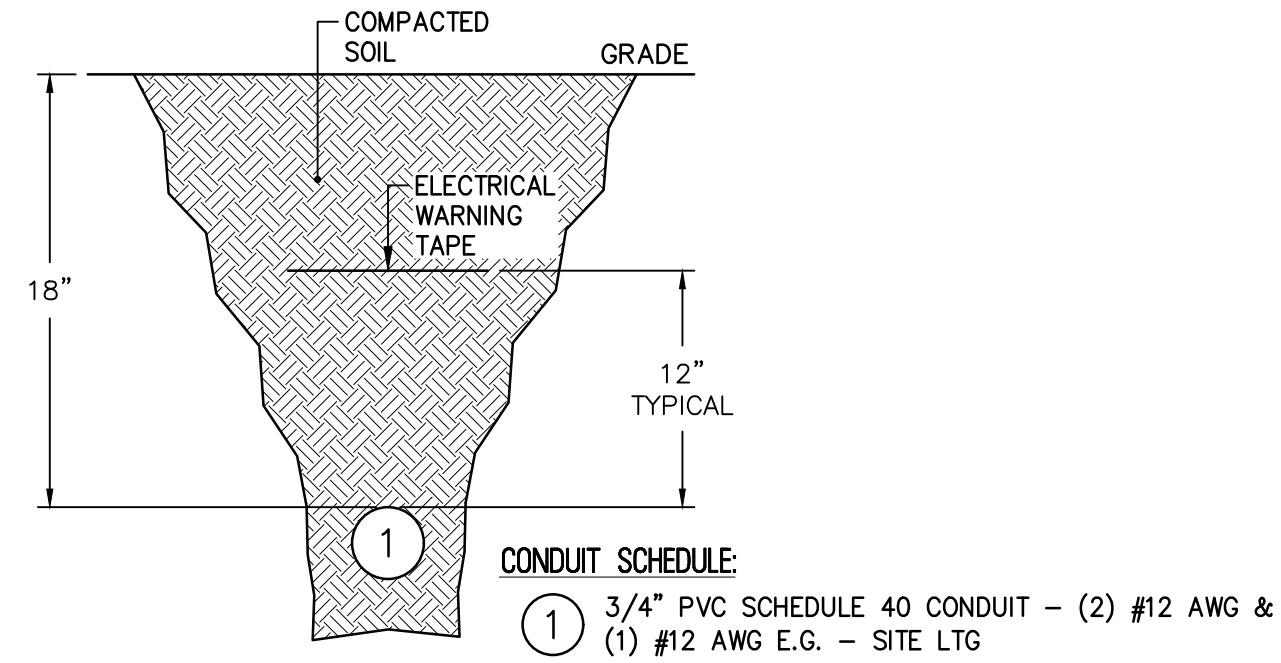 COMPACTED
SOIL
GRADE
ELECTRICAL
WARNING
TAPE
18”
12”
TYPICAL
1
CONDUIT SCHEDULE:
1 3/4” PVC SCHEDULE 40 CONDUIT – (2) #12 AWG &
(1) #12 AWG E.G. – SITE LTG